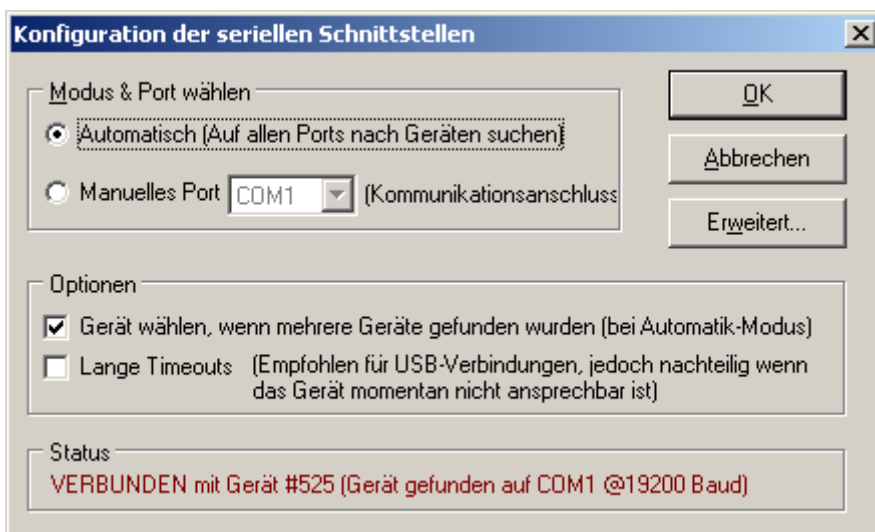 Konfiguration der seriellen Schnittstellen
Modus & Port wählen
Automatisch (Auf allen Ports nach Geräten suchen)
Manuelles Port COM1 (Kommunikationsanschluss
OK
Abbrechen
Erweitert...
Optionen
Gerät wählen, wenn mehrere Geräte gefunden wurden (bei Automatik-Modus)
Lange Timeouts (Empfohlen für USB-Verbindungen, jedoch nachteilig wenn
das Gerät momentan nicht ansprechbar ist)
Status
VERBUNDEN mit Gerät #525 (Gerät gefunden auf COM1 @19200 Baud)